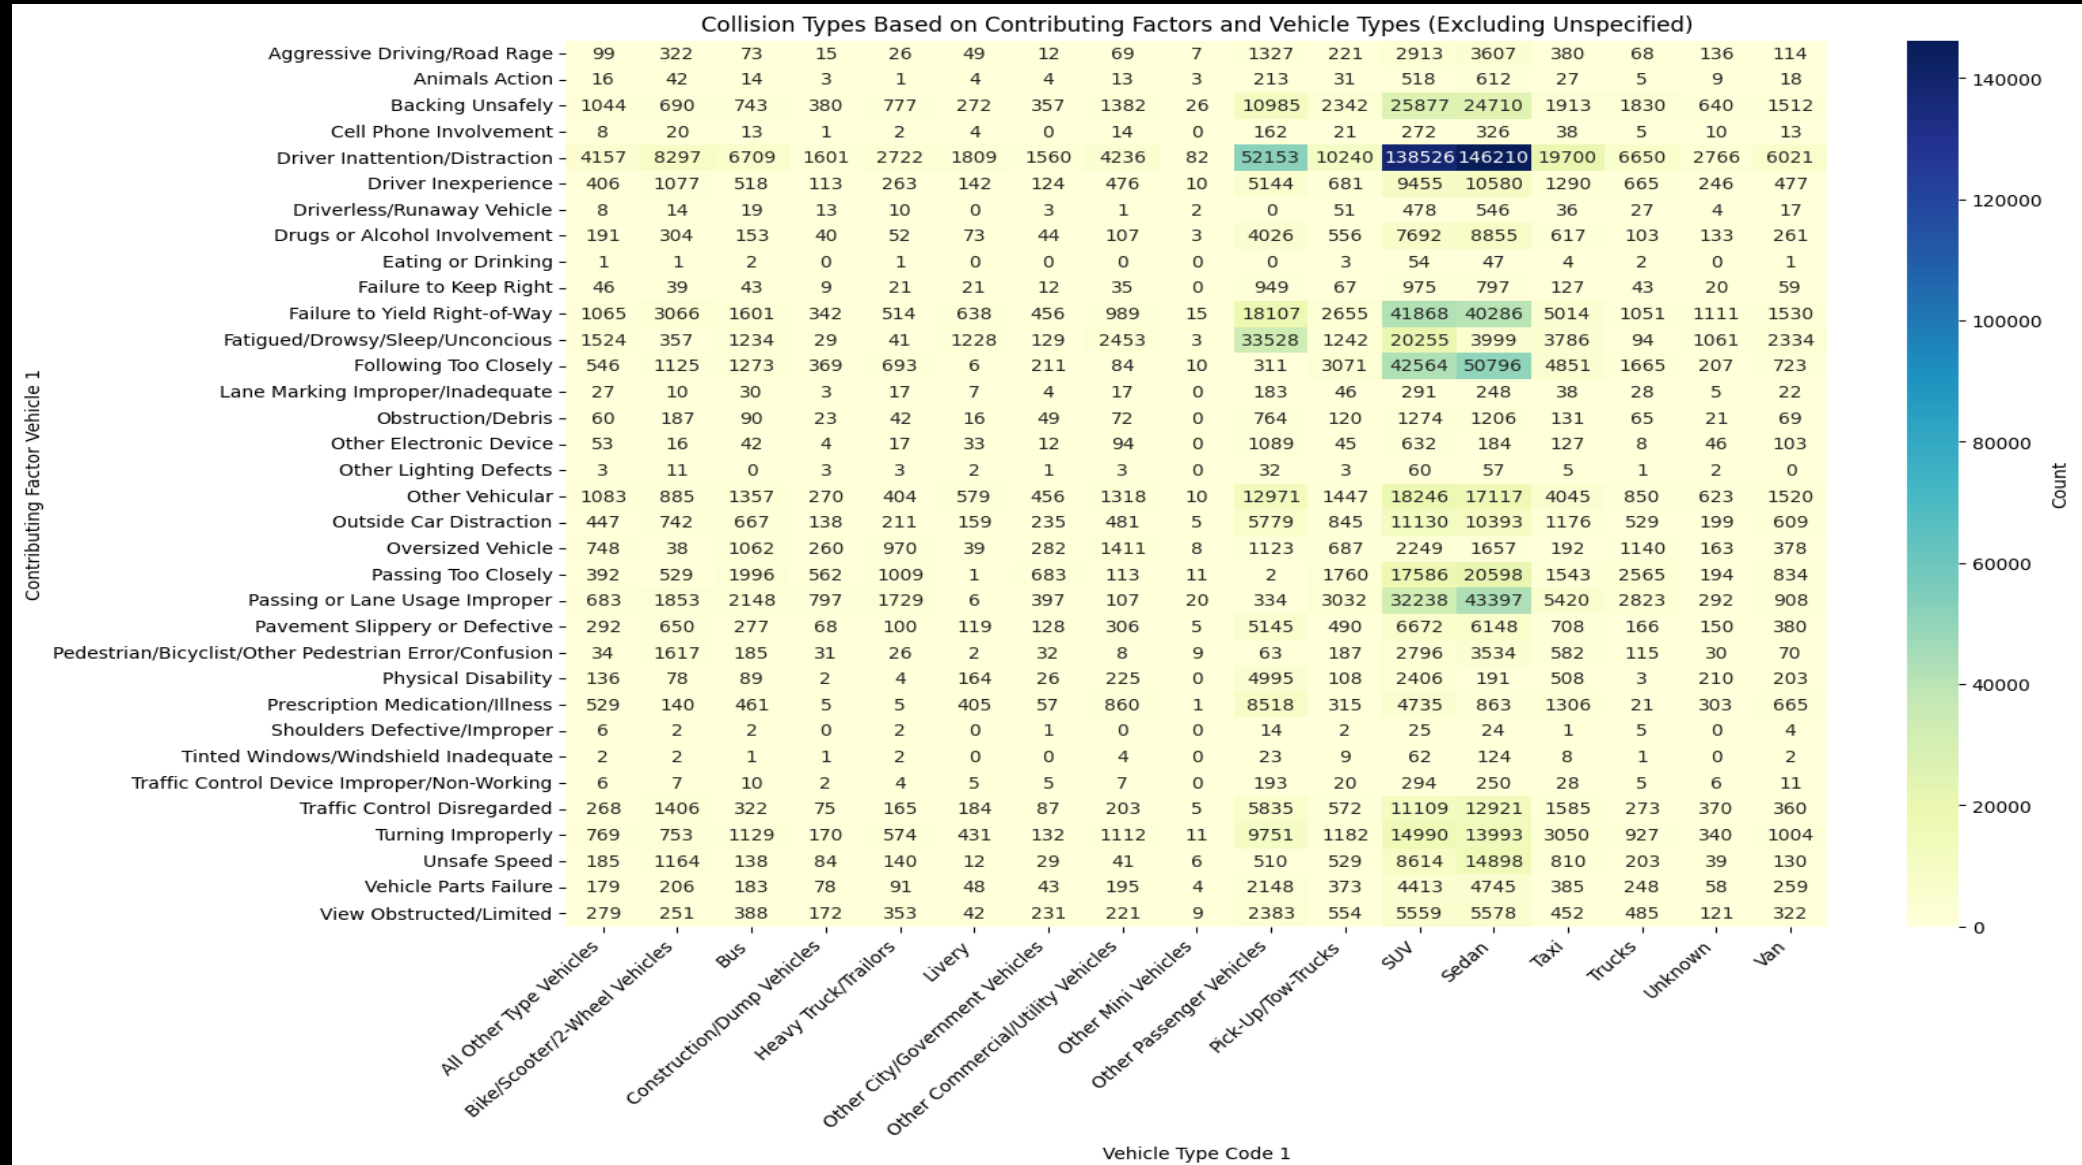 Collision Types Based on Contributing Factors and Vehicle Types (Excluding Unspecified)
Contributing Factor Vehicle 1
Aggressive Driving/Road Rage 99 322 73 15 26 49 12 69 7 1327 221 2913 3607 380 68 136 114
Animals Action 16 42 14 3 1 4 4 13 3 213 31 518 612 27 5 9 18
Backing Unsafely 1044 690 743 380 777 272 357 1382 26 10985 2342 25877 24710 1913 1830 640 1512
Cell Phone Involvement 8 20 13 1 2 4 0 14 0 162 21 272 326 38 5 10 13
Driver Inattention/Distraction 4157 8297 6709 1601 2722 1809 1560 4236 82 52153 10240 138526 146210 19700 6650 2766 6021
Driver Inexperience 406 1077 518 113 263 142 124 476 10 5144 681 9455 10580 1290 665 246 477
Driverless/Runaway Vehicle 8 14 19 13 10 0 3 1 2 0 51 478 546 36 27 4 17
Drugs or Alcohol Involvement 191 304 153 40 52 73 44 107 3 4026 556 7692 8855 617 103 133 261
Eating or Drinking 1 1 2 0 1 0 0 0 0 0 3 54 47 4 2 0 1
Failure to Keep Right 46 39 43 9 21 21 12 35 0 949 67 975 797 127 43 20 59
Failure to Yield Right-of-Way 1065 3066 1601 342 514 638 456 989 15 18107 2655 41868 40286 5014 1051 1111 1530
Fatigued/Drowsy/Sleep/Unconcious 1524 357 1234 29 41 1228 129 2453 3 33528 1242 20255 3999 3786 94 1061 2334
Following Too Closely 546 1125 1273 369 693 6 211 84 10 311 3071 42564 50796 4851 1665 207 723
Lane Marking Improper/Inadequate 27 10 30 3 17 7 4 17 0 183 46 291 248 38 28 5 22
Obstruction/Debris 60 187 90 23 42 16 49 72 0 764 120 1274 1206 131 65 21 69
Other Electronic Device 53 16 42 4 17 33 12 94 0 1089 45 632 184 127 8 46 103
Other Lighting Defects 3 11 0 3 3 2 1 3 0 32 3 60 57 5 1 2 0
Other Vehicular 1083 885 1357 270 404 579 456 1318 10 12971 1447 18246 17117 4045 850 623 1520
Outside Car Distraction 447 742 667 138 211 159 235 481 5 5779 845 11130 10393 1176 529 199 609
Oversized Vehicle 748 38 1062 260 970 39 282 1411 8 1123 687 2249 1657 192 1140 163 378
Passing Too Closely 392 529 1996 562 1009 1 683 113 11 2 1760 17586 20598 1543 2565 194 834
Passing or Lane Usage Improper 683 1853 2148 797 1729 6 397 107 20 334 3032 32238 43397 5420 2823 292 908
Pavement Slippery or Defective 292 650 277 68 100 119 128 306 5 5145 490 6672 6148 708 166 150 380
Pedestrian/Bicyclist/Other Pedestrian Error/Confusion 34 1617 185 31 26 2 32 8 9 63 187 2796 3534 582 115 30 70
Physical Disability 136 78 89 2 4 164 26 225 0 4995 108 2406 191 508 3 210 203
Prescription Medication/Illness 529 140 461 5 5 405 57 860 1 8518 315 4735 863 1306 21 303 665
Shoulders Defective/Improper 6 2 2 0 2 0 1 0 0 14 2 25 24 1 5 0 4
Tinted Windows/Windshield Inadequate 2 2 1 1 2 0 0 4 0 23 9 62 124 8 1 0 2
Traffic Control Device Improper/Non-Working 6 7 10 2 4 5 5 7 0 193 20 294 250 28 5 6 11
Traffic Control Disregarded 268 1406 322 75 165 184 87 203 5 5835 572 11109 12921 1585 273 370 360
Turning Improperly 769 753 1129 170 574 431 132 1112 11 9751 1182 14990 13993 3050 927 340 1004
Unsafe Speed 185 1164 138 84 140 12 29 41 6 510 529 8614 14898 810 203 39 130
Vehicle Parts Failure 179 206 183 78 91 48 43 195 4 2148 373 4413 4745 385 248 58 259
View Obstructed/Limited 279 251 388 172 353 42 231 221 9 2383 554 5559 5578 452 485 121 322
All Other Type Vehicles
Bike/Scooter/2-Wheel Vehicles
Bus
Construction/Dump Vehicles
Heavy Truck/Trailors
Livery
Other City/Government Vehicles
Other Commercial/Utility Vehicles
Other Mini Vehicles
Other Passenger Vehicles
Pick-Up/Tow-Trucks
SUV
Sedan
Taxi
Trucks
Unknown
Van
Vehicle Type Code 1
140000
120000
100000
80000
60000
40000
20000
0
Count